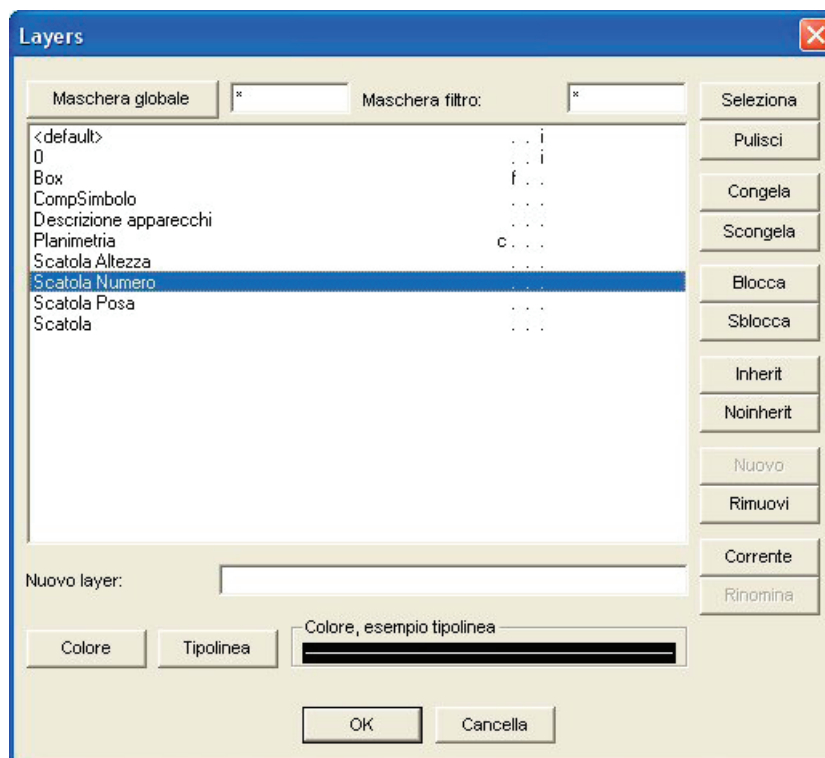 Layers
Maschera globale * Maschera filtro: *
<default> . . i
0 . . i
Box f . .
CompSimbolo . . .
Descrizione apparecchi . . .
Planimetria c . . .
Scatola Altezza . . .
Scatola Numero . . .
Scatola Posa . . .
Scatola . . .
Seleziona
Pulisci
Congela
Scongela
Blocca
Sblocca
Inherit
Noinherit
Nuovo
Rimuovi
Corrente
Rinomina
Nuovo layer:
Colore Tipolinea Colore, esempio tipolinea
OK Cancella